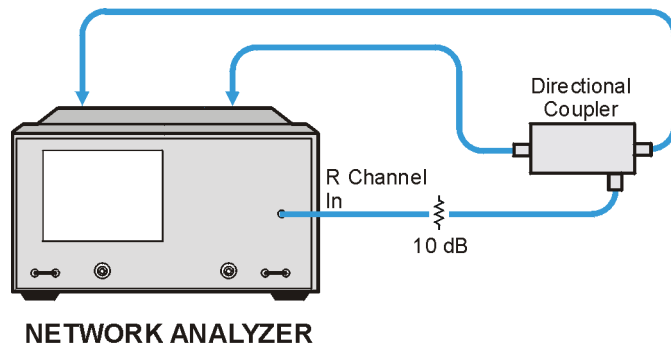 Directional
Coupler
R Channel
In
10 dB
NETWORK ANALYZER